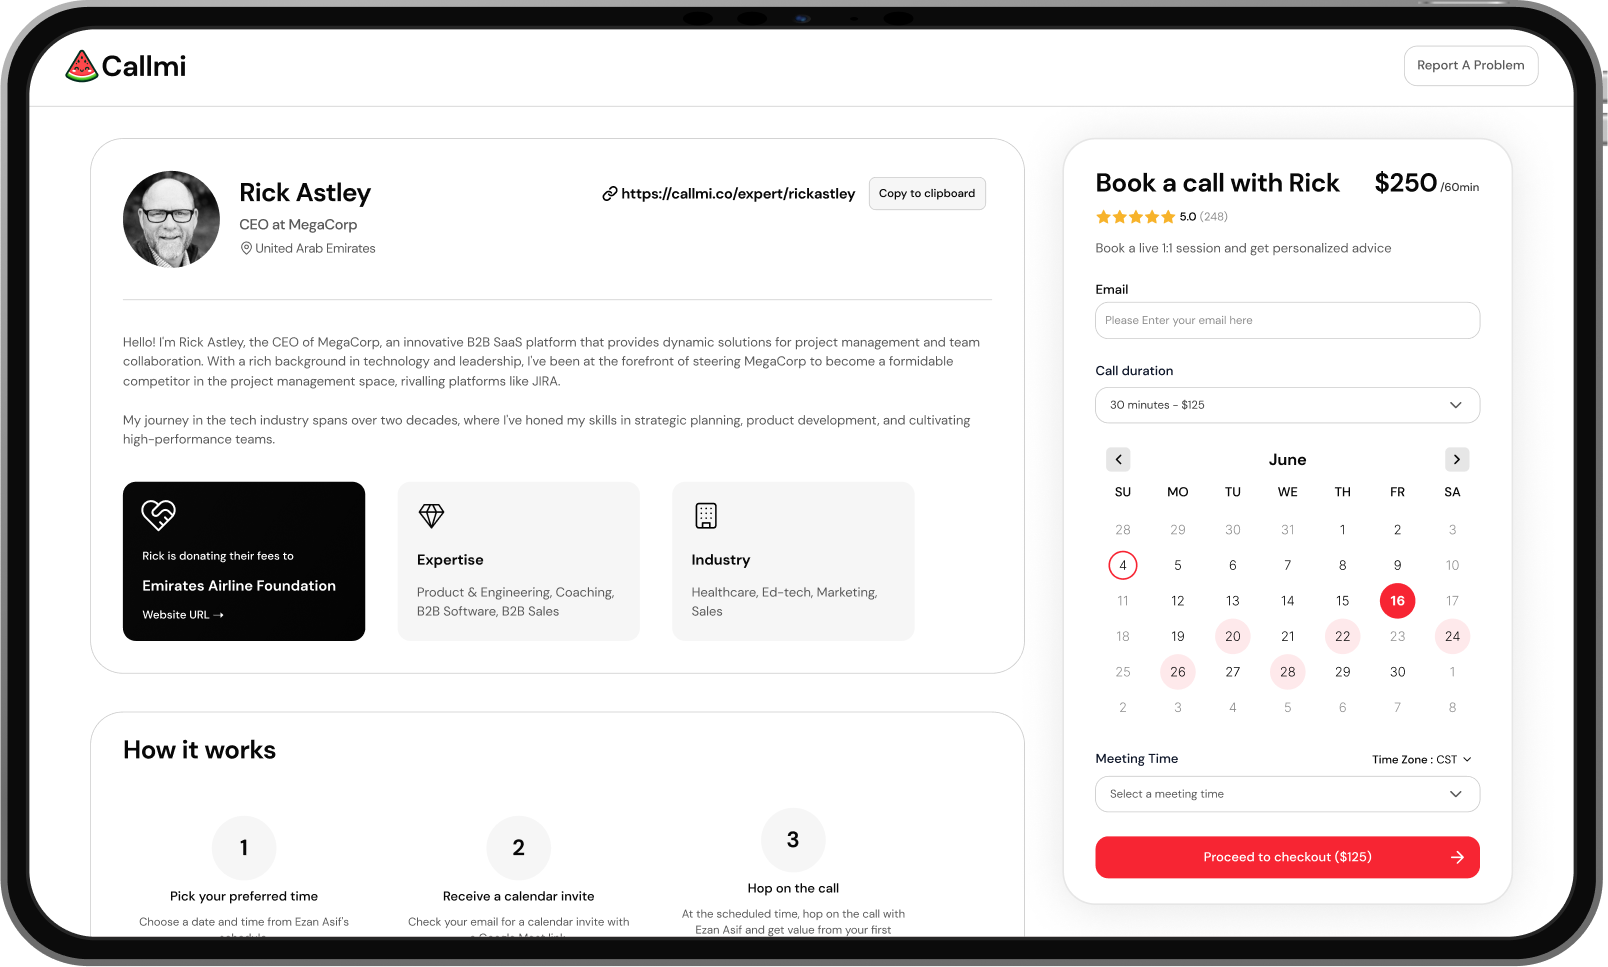 Callmi
Report A Problem
Rick Astley
CEO at MegaCorp
United Arab Emirates
https://callmi.co/expert/rickastley
Copy to clipboard
Hello! I'm Rick Astley, the CEO of MegaCorp, an innovative B2B SaaS platform that provides dynamic solutions for project management and team
collaboration. With a rich background in technology and leadership, I've been at the forefront of steering MegaCorp to become a formidable
competitor in the project management space, rivalling platforms like JIRA.
My journey in the tech industry spans over two decades, where I've honed my skills in strategic planning, product development, and cultivating
high-performance teams.
Rick is donating their fees to
Emirates Airline Foundation
Website URL →
Expertise
Product & Engineering, Coaching,
B2B Software, B2B Sales
Industry
Healthcare, Ed-tech, Marketing,
Sales
How it works
1
Pick your preferred time
Choose a date and time from Ezan Asif's
2
Receive a calendar invite
Check your email for a calendar invite with
a Google Meet link
3
Hop on the call
At the scheduled time, hop on the call with
Ezan Asif and get value from your first
Book a call with Rick
$250 /60min
5.0 (248)
Book a live 1:1 session and get personalized advice
Email
Please Enter your email here
Call duration
30 minutes - $125
June
SU MO TU WE TH FR SA
28 29 30 31 1 2 3
4 5 6 7 8 9 10
11 12 13 14 15 16 17
18 19 20 21 22 23 24
25 26 27 28 29 30 1
2 3 4 5 6 7 8
Meeting Time
Time Zone : CST
Select a meeting time
Proceed to checkout ($125)